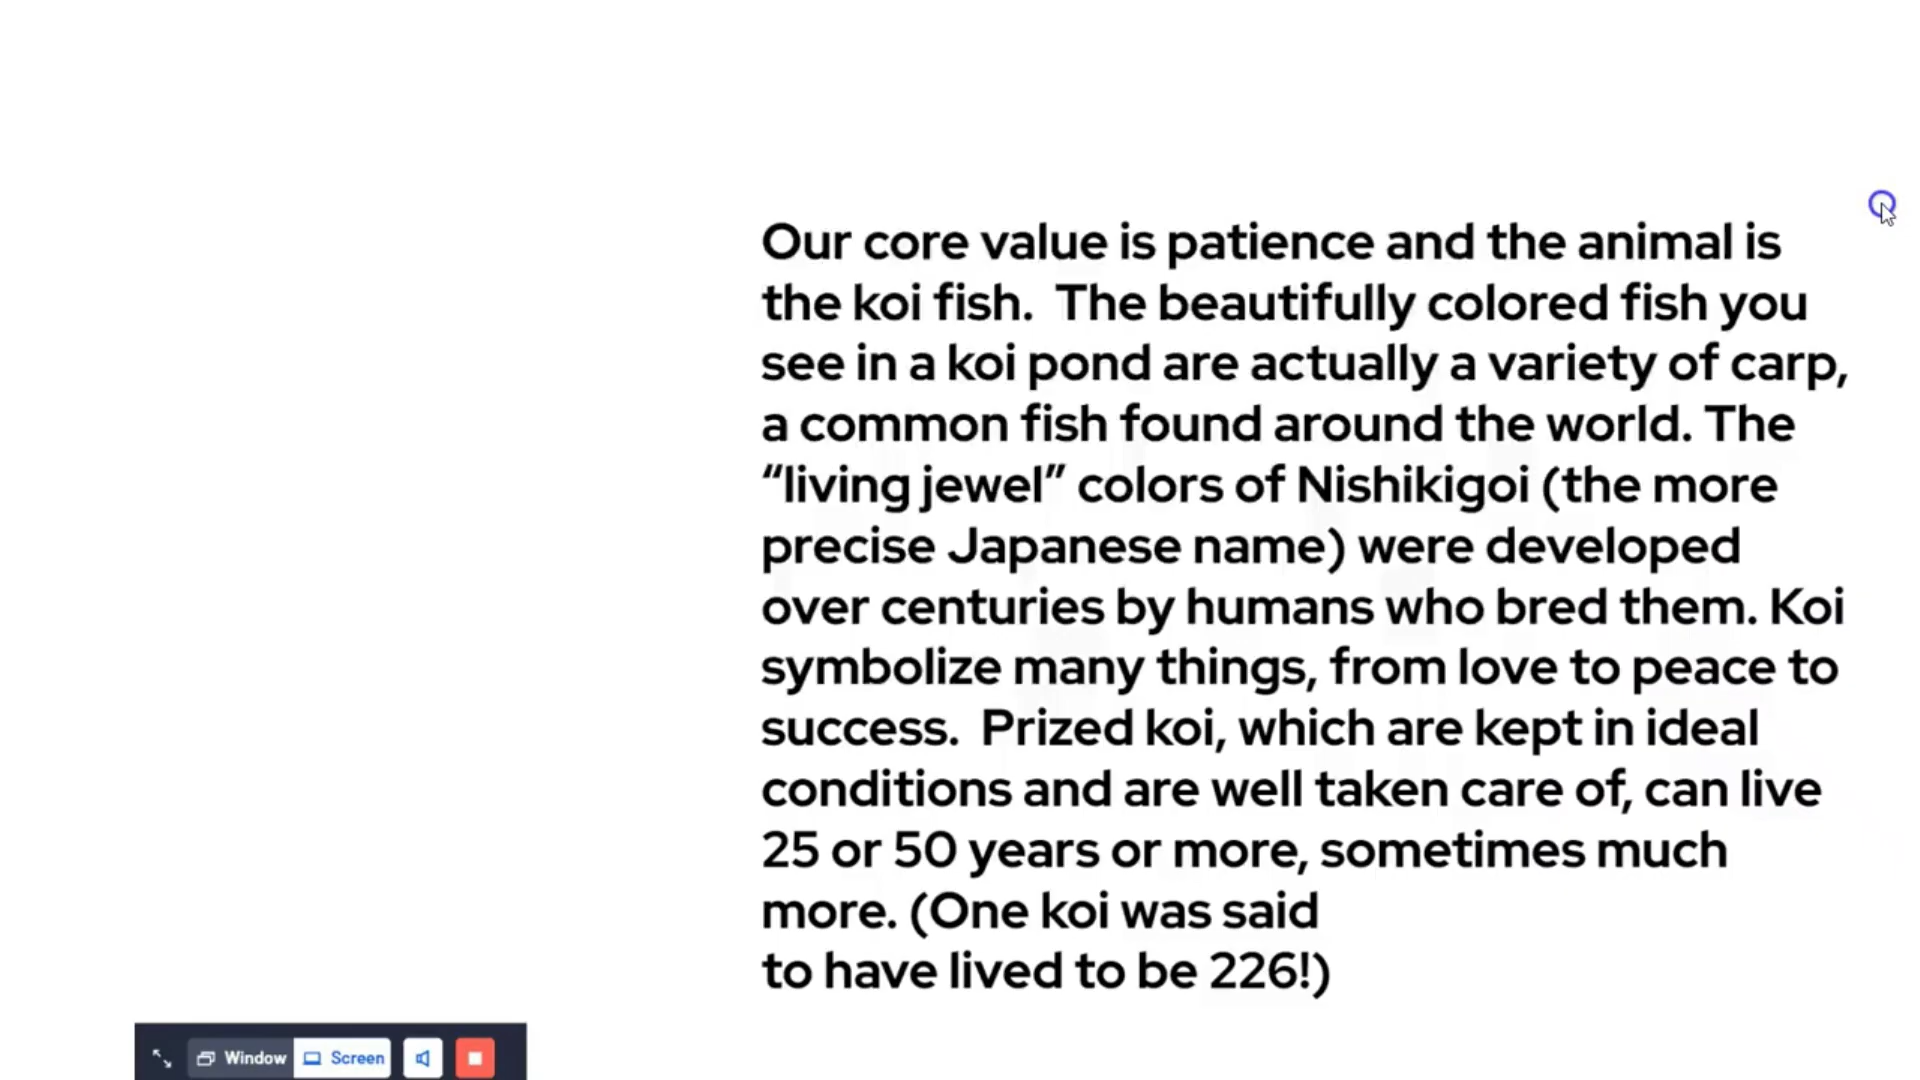 Our core value is patience and the animal is
the koi fish.  The beautifully colored fish you
see in a koi pond are actually a variety of carp,
a common fish found around the world. The
“living jewel” colors of Nishikigoi (the more
precise Japanese name) were developed
over centuries by humans who bred them. Koi
symbolize many things, from love to peace to
success.  Prized koi, which are kept in ideal
conditions and are well taken care of, can live
25 or 50 years or more, sometimes much
more. (One koi was said
to have lived to be 226!)
Window Screen